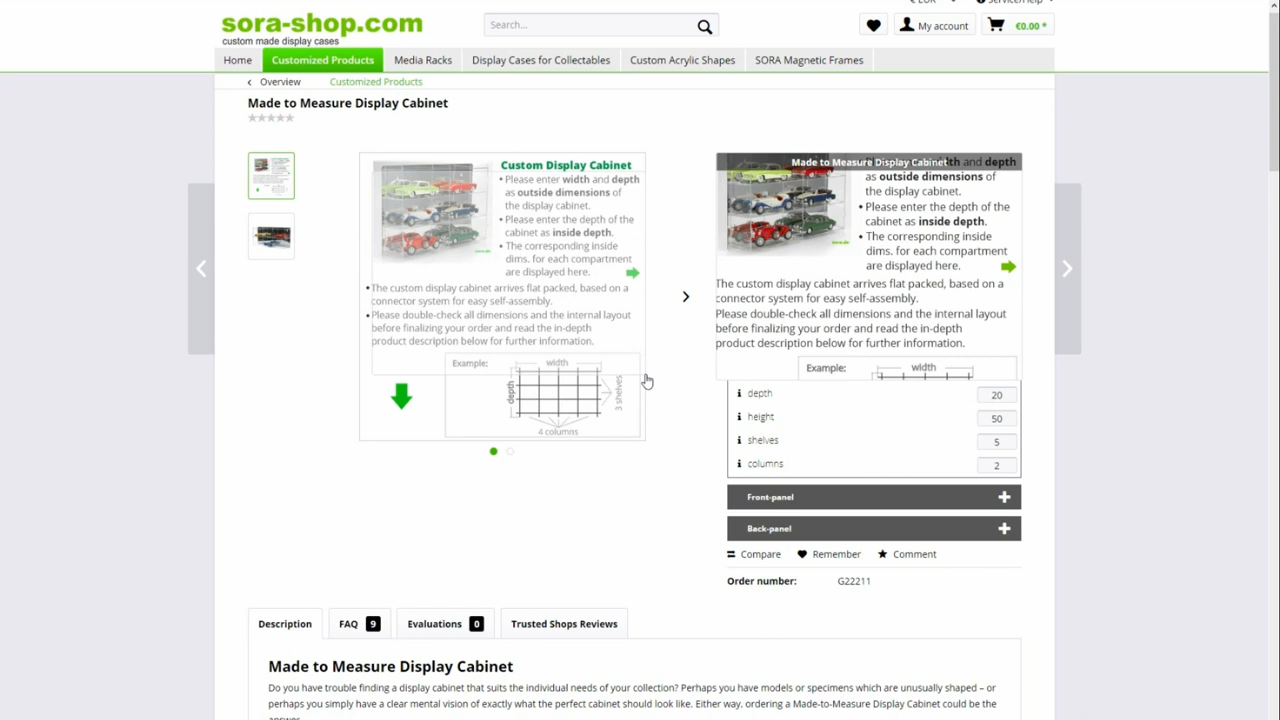 € EUR
Service/Help
sora-shop.com
custom made display cases
Search...
My account
€0.00 *
Home
Customized Products
Media Racks
Display Cases for Collectables
Custom Acrylic Shapes
SORA Magnetic Frames
Overview
Customized Products
Made to Measure Display Cabinet
Custom Display Cabinet
• Please enter width and depth
as outside dimensions of
the display cabinet.
• Please enter the depth of the
cabinet as inside depth.
• The corresponding inside
dims. for each compartment
are displayed here.
• The custom display cabinet arrives flat packed, based on a
connector system for easy self-assembly.
• Please double-check all dimensions and the internal layout
before finalizing your order and read the in-depth
product description below for further information.
Example:
width
depth
3 shelves
4 columns
Made to Measure Display Cabinet
and depth
as outside dimensions of
the display cabinet.
• Please enter the depth of the
cabinet as inside depth.
• The corresponding inside
dims. for each compartment
are displayed here.
The custom display cabinet arrives flat packed, based on a
connector system for easy self-assembly.
Please double-check all dimensions and the internal layout
before finalizing your order and read the in-depth
product description below for further information.
Example:
width
depth 20
height 50
shelves 5
columns 2
Front-panel
Back-panel
Compare
Remember
Comment
Order number: G22211
Description
FAQ 9
Evaluations 0
Trusted Shops Reviews
Made to Measure Display Cabinet
Do you have trouble finding a display cabinet that suits the individual needs of your collection? Perhaps you have models or specimens which are unusually shaped – or
perhaps you simply have a clear mental vision of exactly what the perfect cabinet should look like. Either way, ordering a Made-to-Measure Display Cabinet could be the
answer.